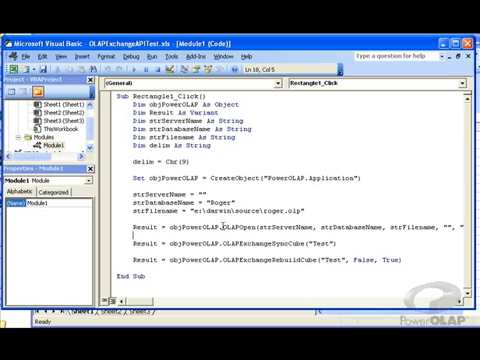 Microsoft Visual Basic - OLAPExchangeAPITest.xls - [Module1 (Code)]
File Edit View Insert Format Debug Run Tools Add-Ins Window Help
Type a question for help
Ln 18, Col 5
Project - VBAProject
(General)
Rectangle1_Click
Sheet1 (Sheet1)
Sheet2 (Sheet2)
Sheet3 (Sheet3)
ThisWorkbook
Modules
Module1
Properties - Module1
Module1 Module
Alphabetic Categorized
(Name) Module1
Sub Rectangle1_Click()
Dim objPowerOLAP As Object
Dim Result As Variant
Dim strServerName As String
Dim strDatabaseName As String
Dim strFilename As String
Dim delim As String
delim = Chr(9)
Set objPowerOLAP = CreateObject("PowerOLAP.Application")
strServerName = ""
strDatabaseName = "Roger"
strFilename = "e:\darwin\source\roger.olp"
Result = objPowerOLAP.OLAPOpen(strServerName, strDatabaseName, strFilename, "", "
Result = objPowerOLAP.OLAPExchangeSyncCube("Test")
Result = objPowerOLAP.OLAPExchangeRebuildCube("Test", False, True)
End Sub
Sheet1 Sheet2 Sheet3
Ready
PowerOLAP